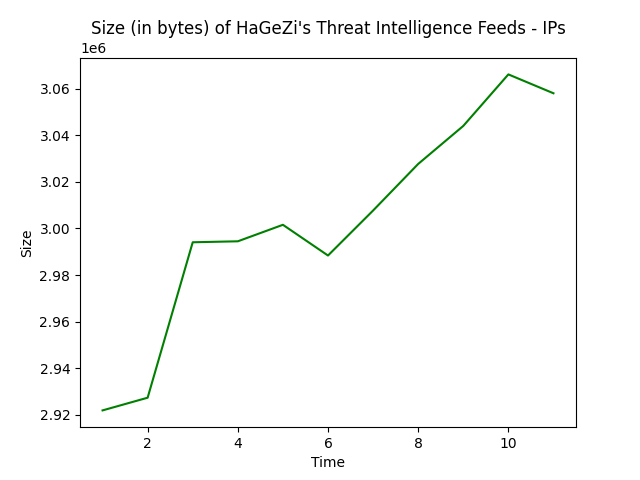 Size (in bytes) of HaGeZi's Threat Intelligence Feeds - IPs
1e6
3.06
3.04
3.02
3.00
2.98
2.96
2.94
2.92
Size
2 4 6 8 10
Time